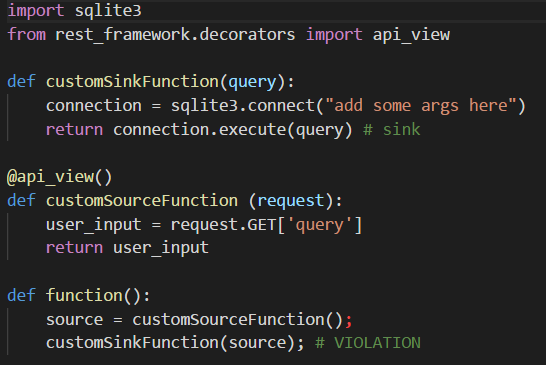 import sqlite3
from rest_framework.decorators import api_view

def customSinkFunction(query):
    connection = sqlite3.connect("add some args here")
    return connection.execute(query) # sink

@api_view()
def customSourceFunction (request):
    user_input = request.GET['query']
    return user_input

def function():
    source = customSourceFunction();
    customSinkFunction(source); # VIOLATION